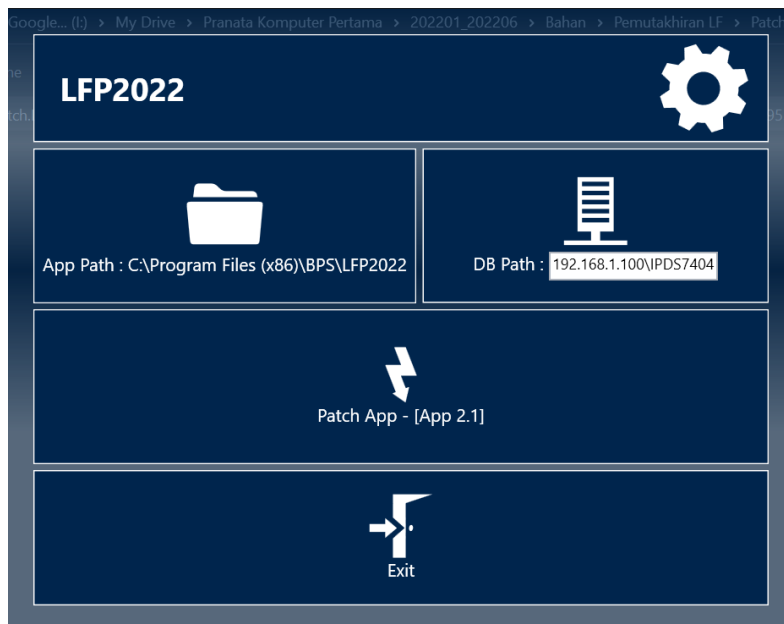 Google... (I:) > My Drive > Pranata Komputer Pertama > 202201_202206 > Bahan > Pemutakhiran LF > Patch
LFP2022
App Path : C:\Program Files (x86)\BPS\LFP2022
DB Path : 192.168.1.100\IPDS7404
Patch App - [App 2.1]
Exit